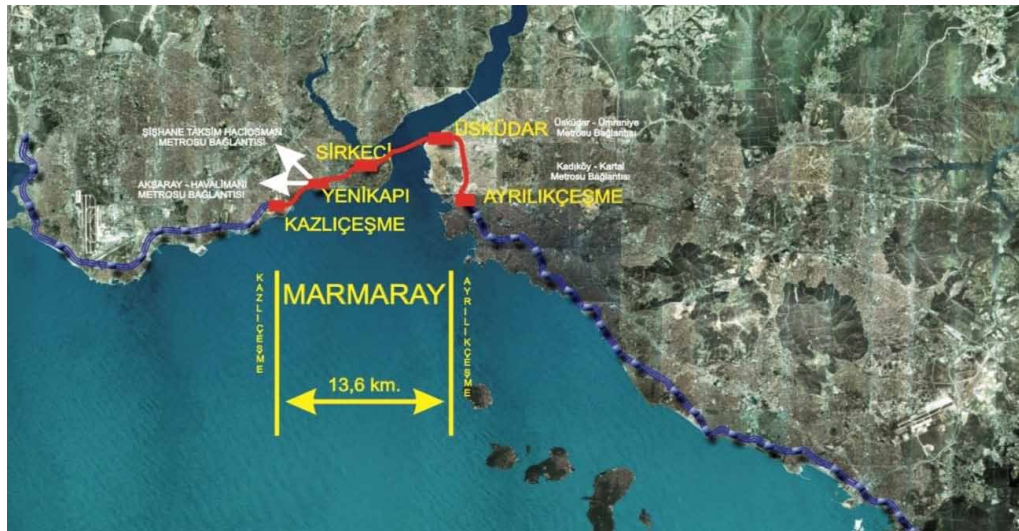 ŞİŞHANE TAKSİM HACIOSMAN
METROSU BAĞLANTISI
SİRKECİ
ÜSKÜDAR
Üsküdar - Ümraniye
Metrosu Bağlantısı
Kadıköy - Kartal
Metrosu Bağlantısı
AKSARAY - HAVALİMANI
METROSU BAĞLANTISI
YENİKAPI
AYRILIKÇEŞME
KAZLIÇEŞME
KAZLIÇEŞME
MARMARAY
AYRILIKÇEŞME
13,6 km.